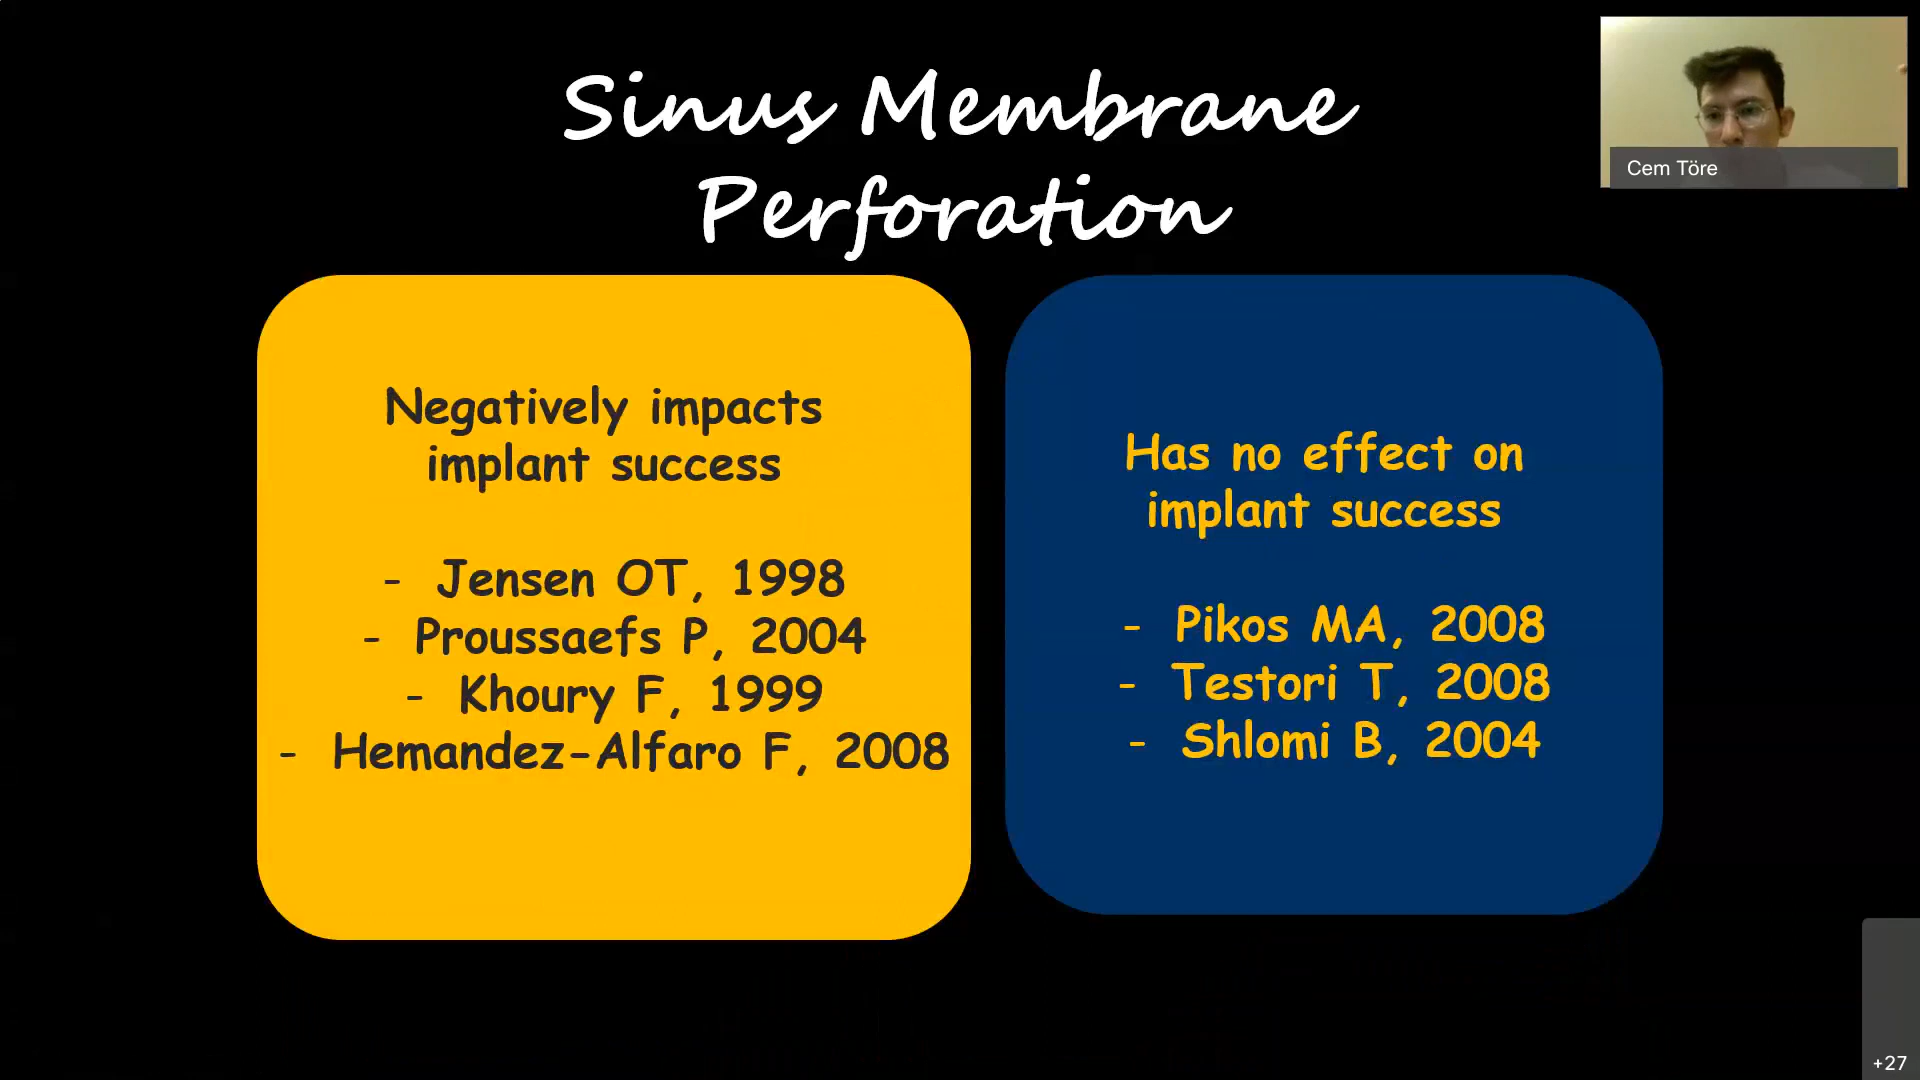 Sinus Membrane
Perforation
Cem Töre
Negatively impacts
implant success
- Jensen OT, 1998
- Proussaefs P, 2004
- Khoury F, 1999
- Hemandez-Alfaro F, 2008
Has no effect on
implant success
- Pikos MA, 2008
- Testori T, 2008
- Shlomi B, 2004
+27